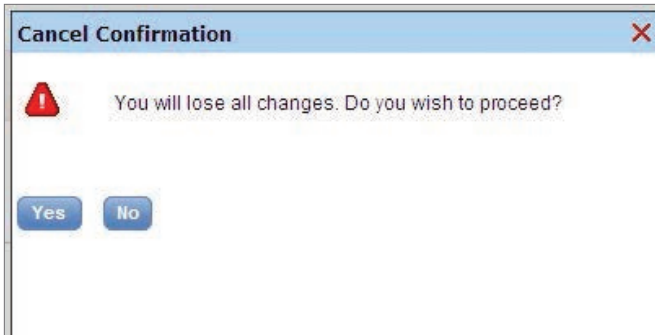 Cancel Confirmation
You will lose all changes. Do you wish to proceed?
Yes No